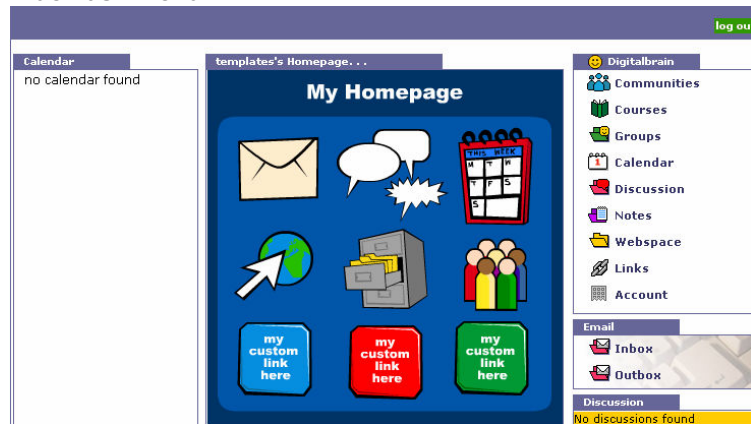 log ou
Calendar
no calendar found
templates's Homepage...
My Homepage
THIS WEEK
M T W
T F S
S
my
custom
link
here
my
custom
link
here
my
custom
link
here
Digitalbrain
Communities
Courses
Groups
1 Calendar
Discussion
Notes
Webspace
Links
Account
Email
Inbox
Outbox
Discussion
No discussions found